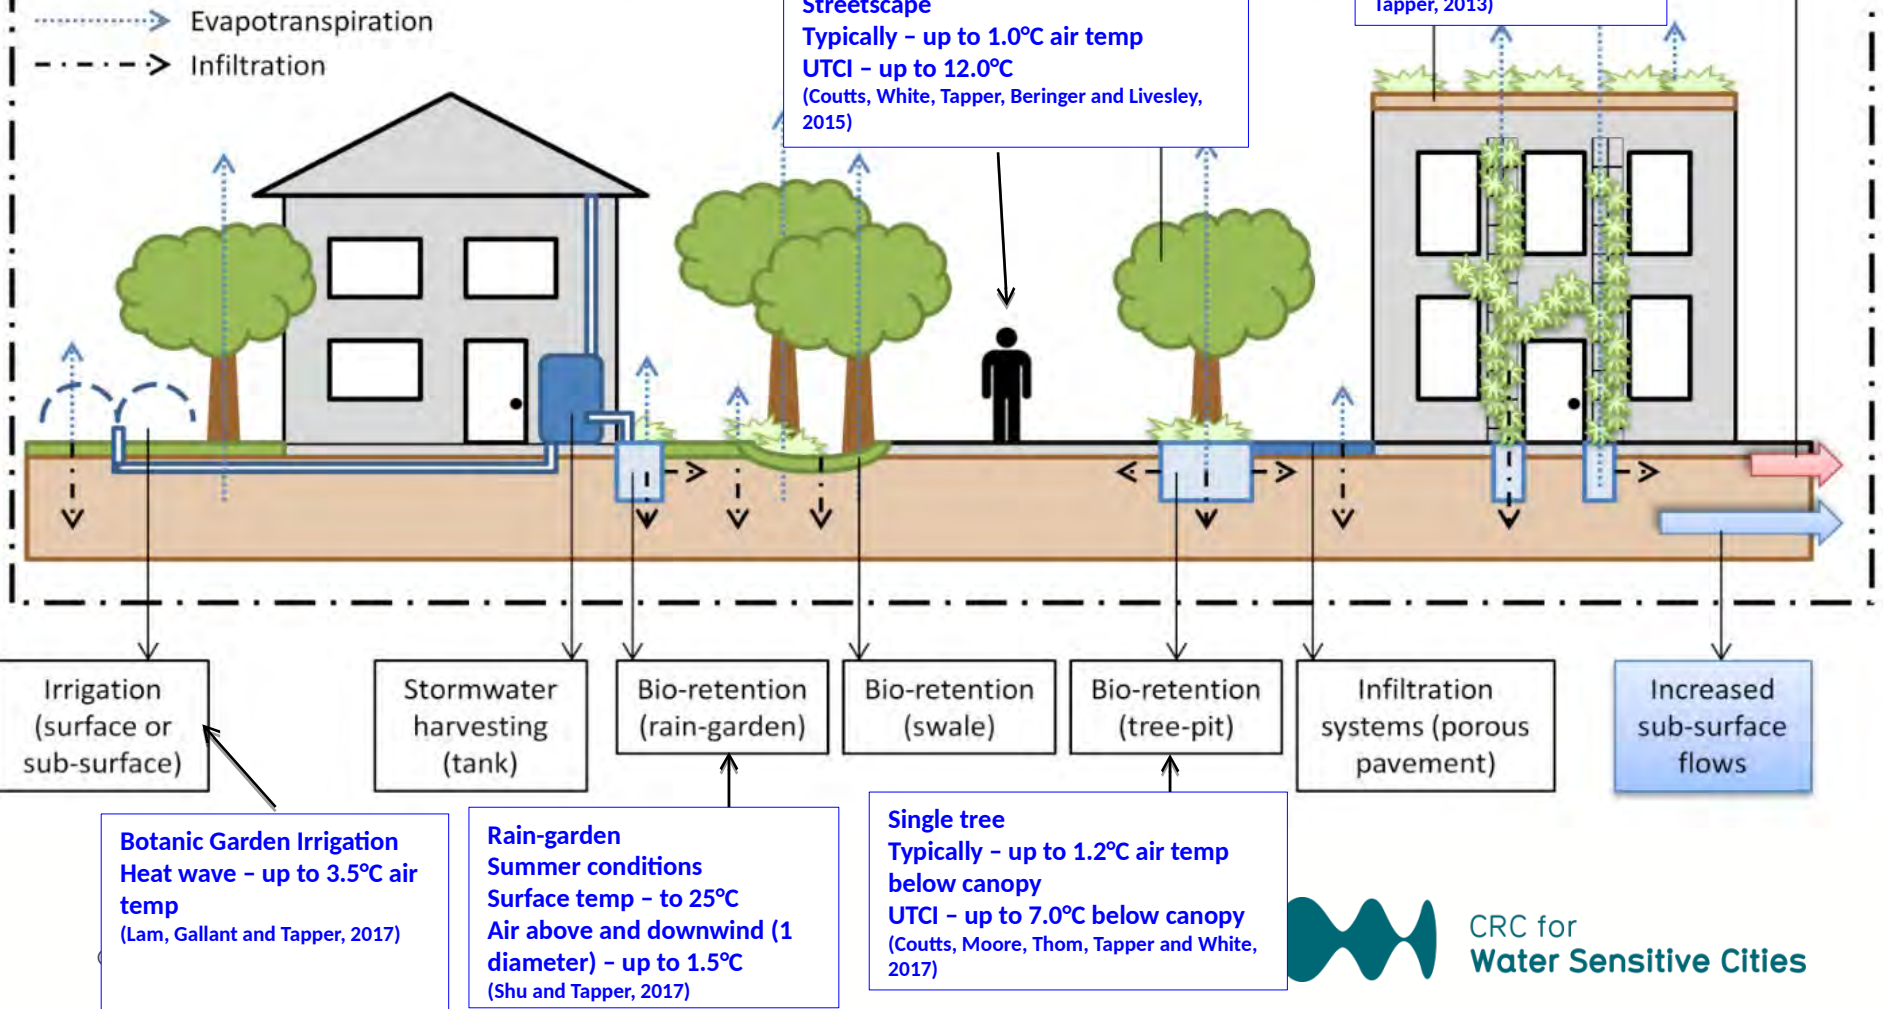 Evapotranspiration
Infiltration
Streetscape
Typically – up to 1.0°C air temp
UTCI – up to 12.0°C
(Coutts, White, Tapper, Beringer and Livesley,
2015)
Tapper, 2013)
Irrigation
(surface or
sub-surface)
Stormwater
harvesting
(tank)
Bio-retention
(rain-garden)
Bio-retention
(swale)
Bio-retention
(tree-pit)
Infiltration
systems (porous
pavement)
Increased
sub-surface
flows
Botanic Garden Irrigation
Heat wave – up to 3.5°C air
temp
(Lam, Gallant and Tapper, 2017)
Rain-garden
Summer conditions
Surface temp – to 25°C
Air above and downwind (1
diameter) – up to 1.5°C
(Shu and Tapper, 2017)
Single tree
Typically – up to 1.2°C air temp
below canopy
UTCI – up to 7.0°C below canopy
(Coutts, Moore, Thom, Tapper and White,
2017)
CRC for
Water Sensitive Cities